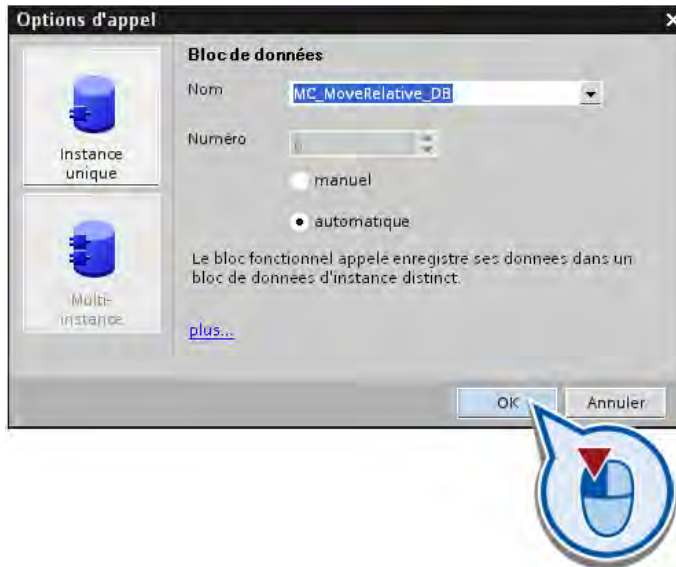 Options d'appel
Instance
unique
Multi-
instance
Bloc de données
Nom
MC_MoveRelative_DB
Numéro
manuel
automatique
Le bloc fonctionnel appelé enregistre ses données dans un
bloc de données d'instance distinct.
plus...
OK
Annuler